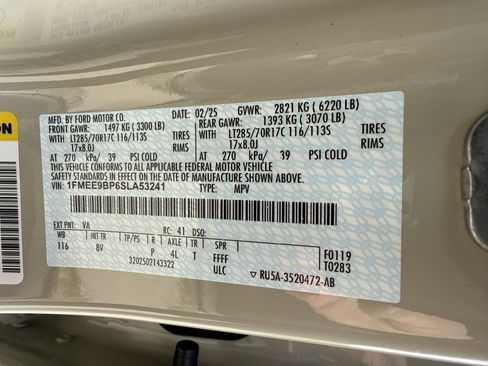 MFD. BY FORD MOTOR CO. 02/25 GVWR: 2821 KG ( 6220 LB)
FRONT GAWR: 1497 KG ( 3300 LB) REAR GAWR: 1393 KG ( 3070 LB)
LT285/70R17C 116/113S TIRES LT285/70R17C 116/113S TIRES
17x8.0J RIMS 17x8.0J RIMS
AT 270 kPa/ 39 PSI COLD AT 270 kPa/ 39 PSI COLD
THIS VEHICLE CONFORMS TO ALL APPLICABLE FEDERAL MOTOR VEHICLE
SAFETY AND THEFT PREVENTION STANDARDS IN EFFECT ON THE DATE OF MANUFACTURE SHOWN ABOVE.
VIN: 1FMEE9BP6SLA53241 TYPE: MPV
EXT PNT: VA RC: 41 DSO:
WB INT TR TP/PS R AXLE TR SPR
116 8V P 4L T FFFF
3202502143322 ULC
F0119
T0283
RU5A-3520472-AB
ON